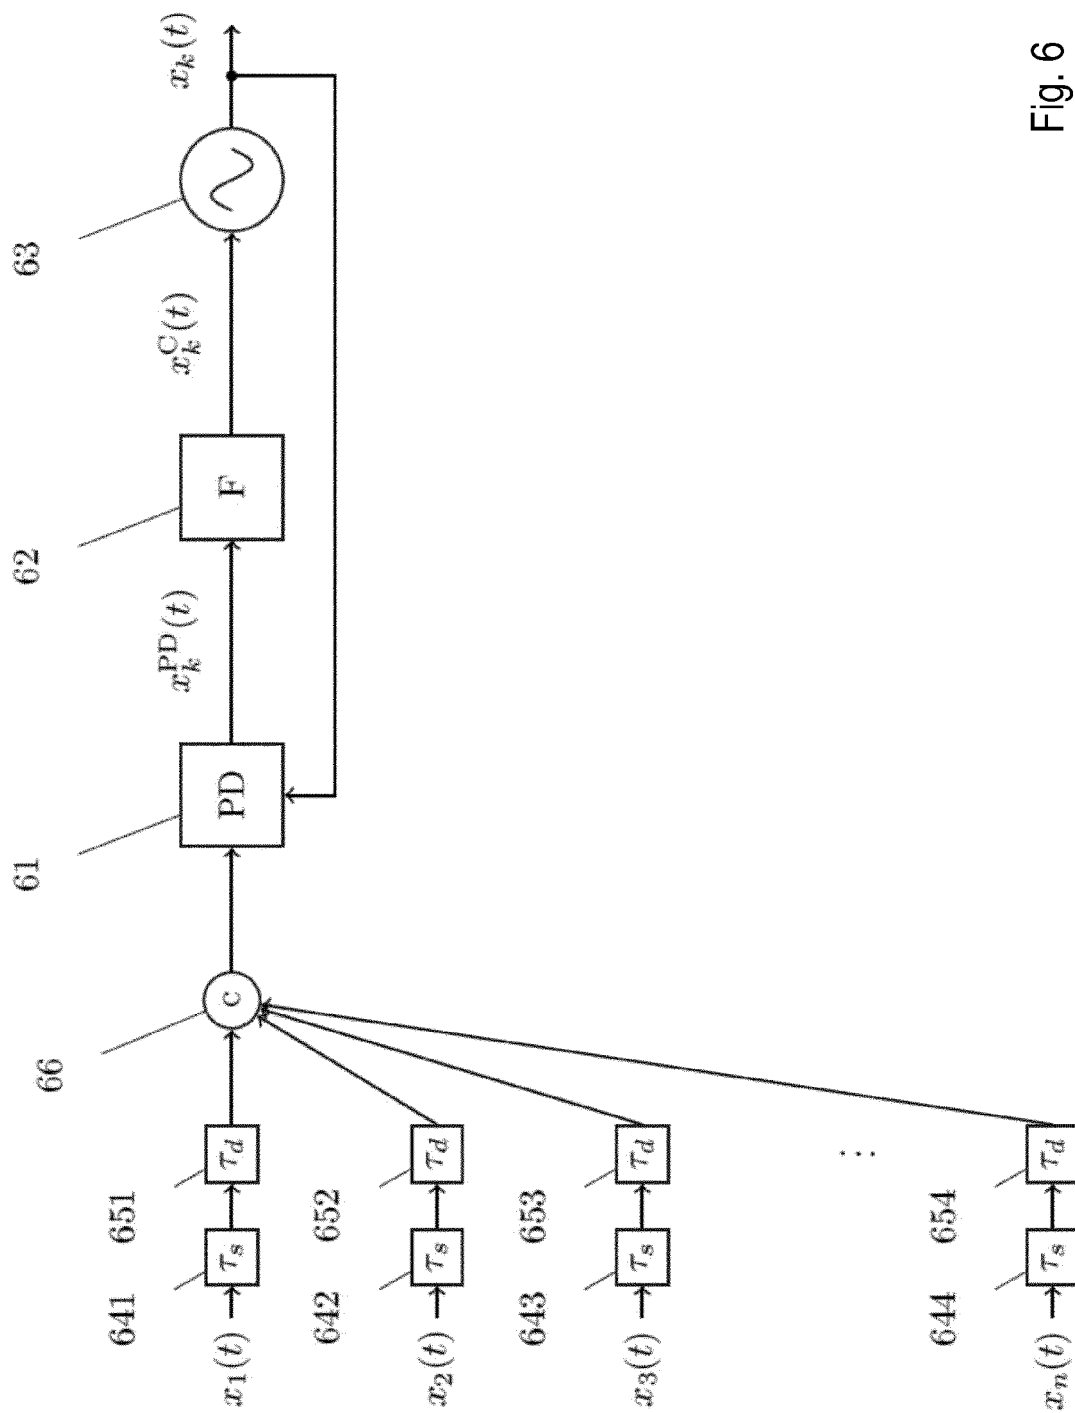 63
62
61
66
x_k(t)
x_k^C(t)
x_k^PD(t)
F
PD
c
651
641
τ_d
τ_s
x_1(t)
652
642
τ_d
τ_s
x_2(t)
653
643
τ_d
τ_s
x_3(t)
⋮
654
644
τ_d
τ_s
x_n(t)
Fig. 6